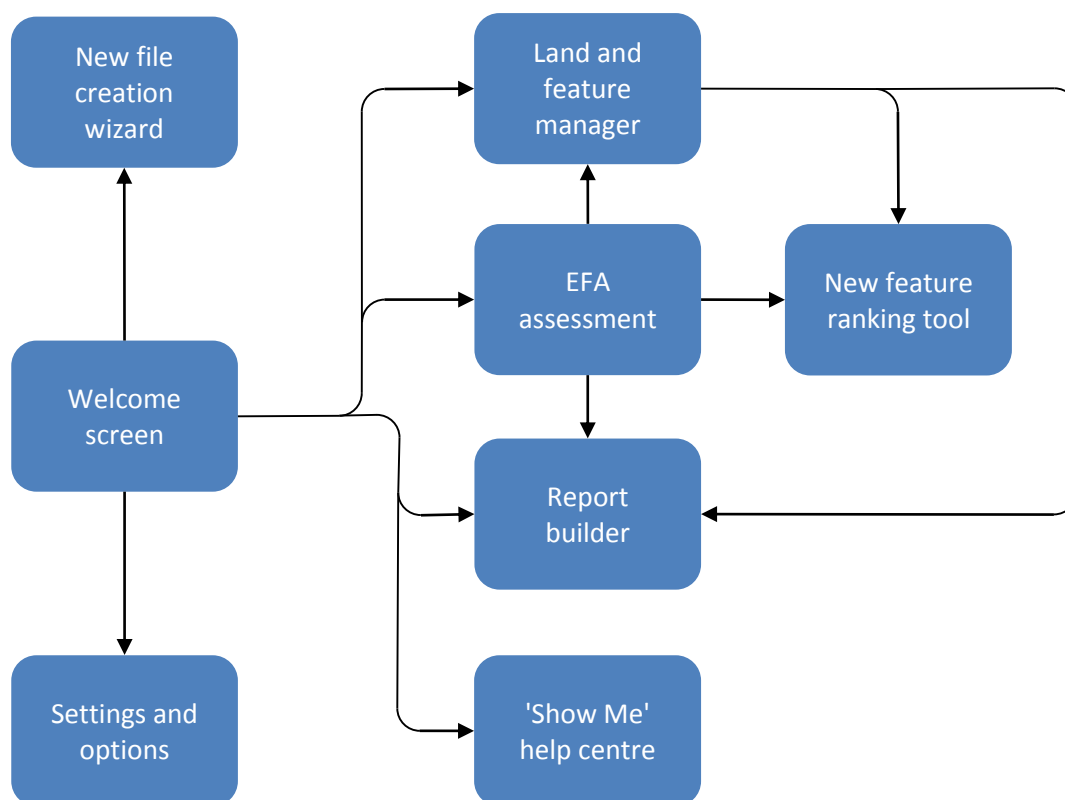 New file
creation
wizard
Land and
feature
manager
EFA
assessment
New feature
ranking tool
Welcome
screen
Report
builder
Settings and
options
'Show Me'
help centre